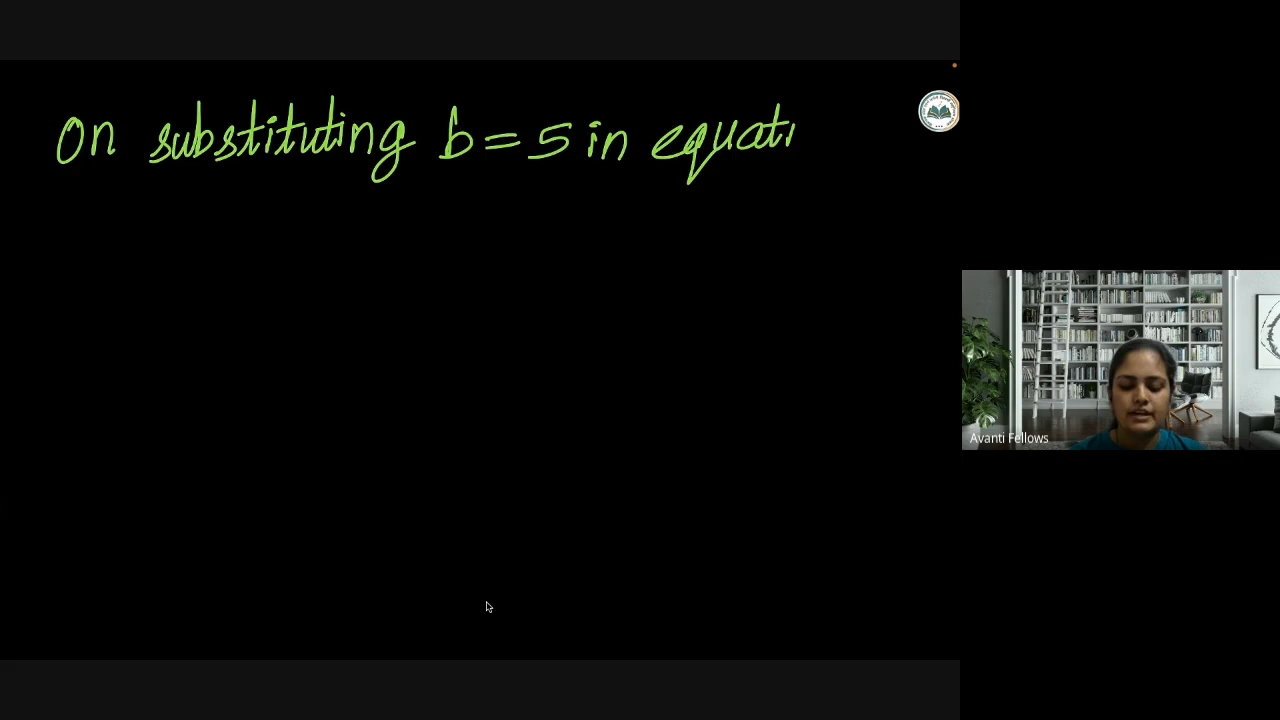 On substituting b = 5 in equati
Avanti Fellows